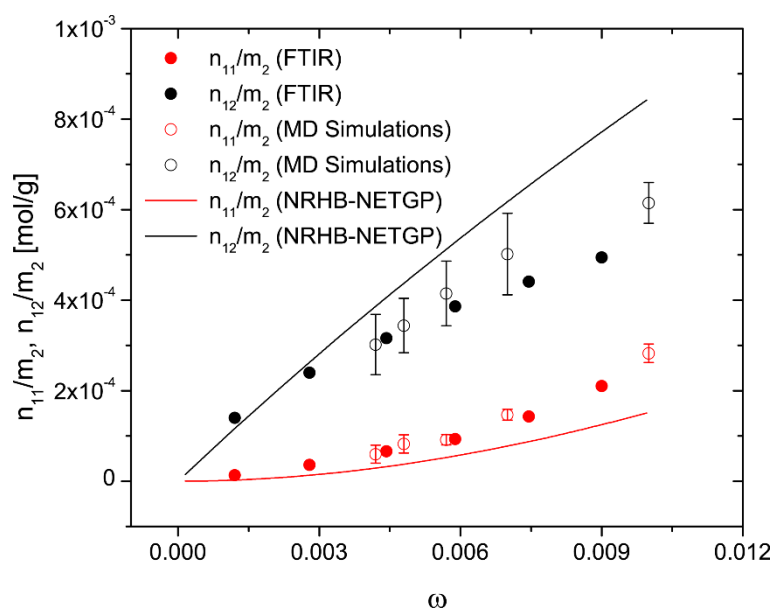 1x10⁻³
8x10⁻⁴
6x10⁻⁴
4x10⁻⁴
2x10⁻⁴
0
n₁₁/m₂, n₁₂/m₂ [mol/g]
n₁₁/m₂ (FTIR)
n₁₂/m₂ (FTIR)
n₁₁/m₂ (MD Simulations)
n₁₂/m₂ (MD Simulations)
n₁₁/m₂ (NRHB-NETGP)
n₁₂/m₂ (NRHB-NETGP)
0.000 0.003 0.006 0.009 0.012
ω